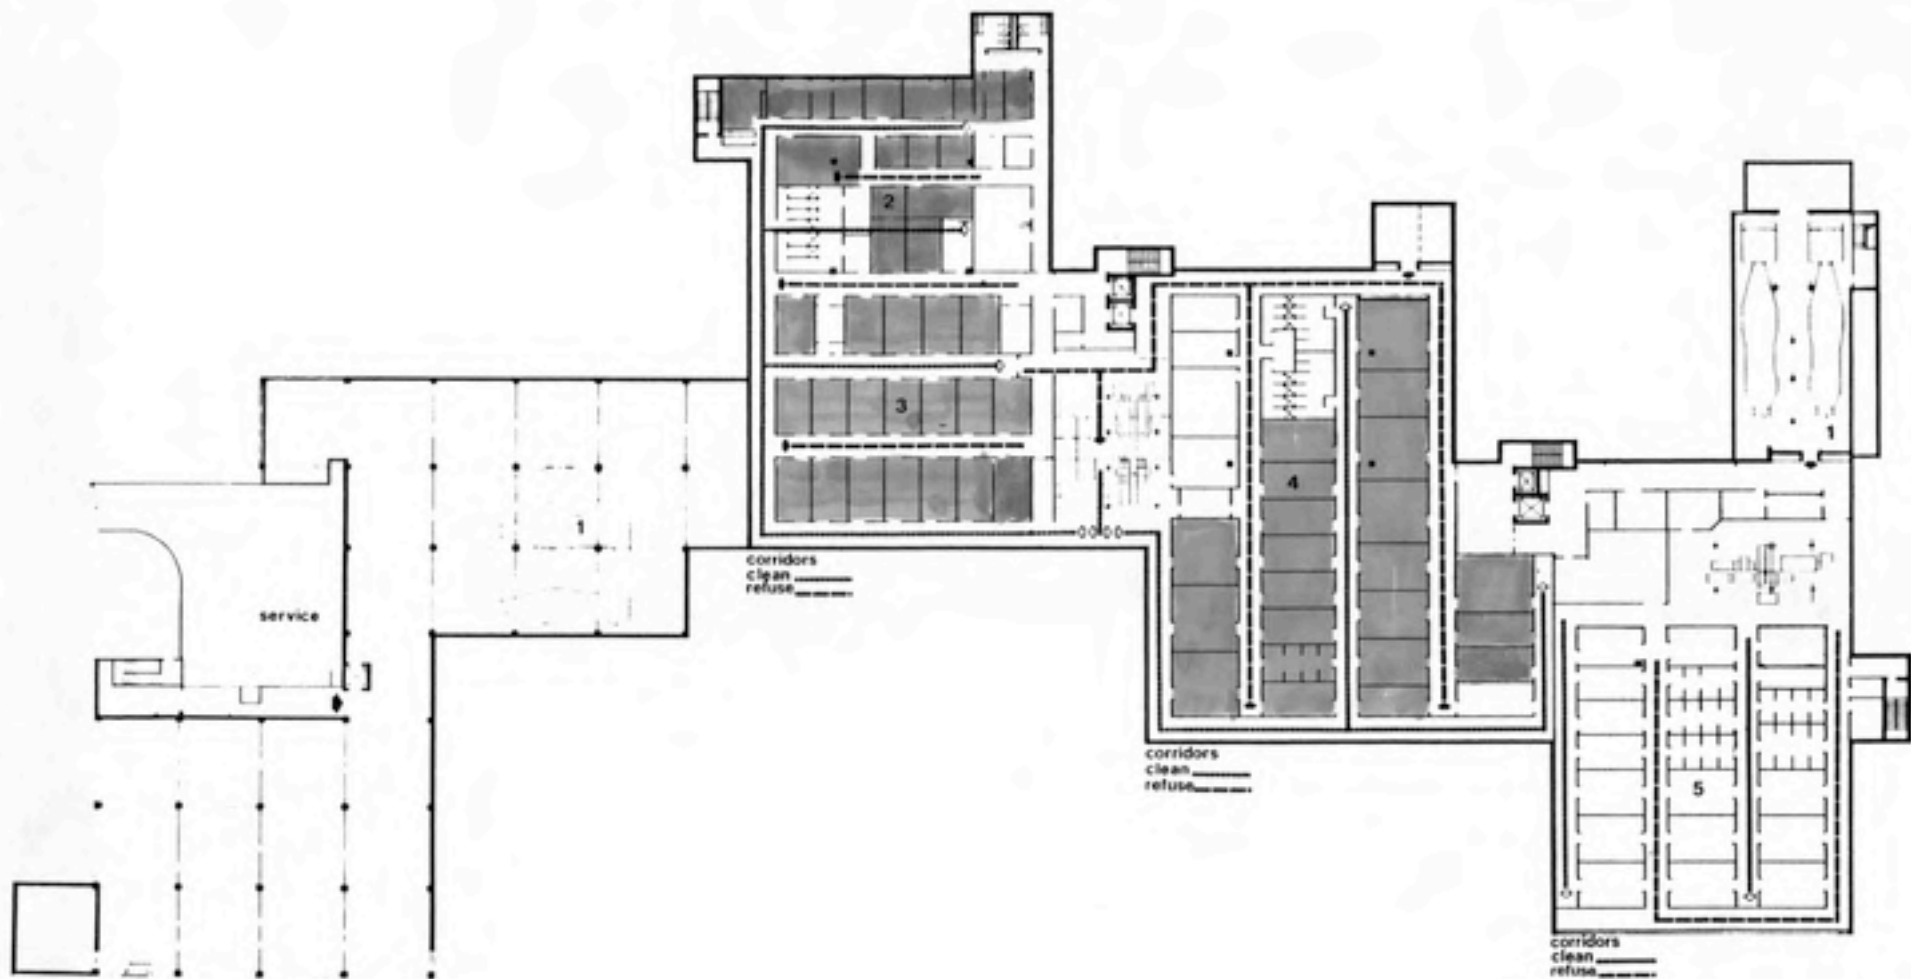 2
3
1
4
1
service
5
corridors
clean
refuse
corridors
clean
refuse
corridors
clean
refuse